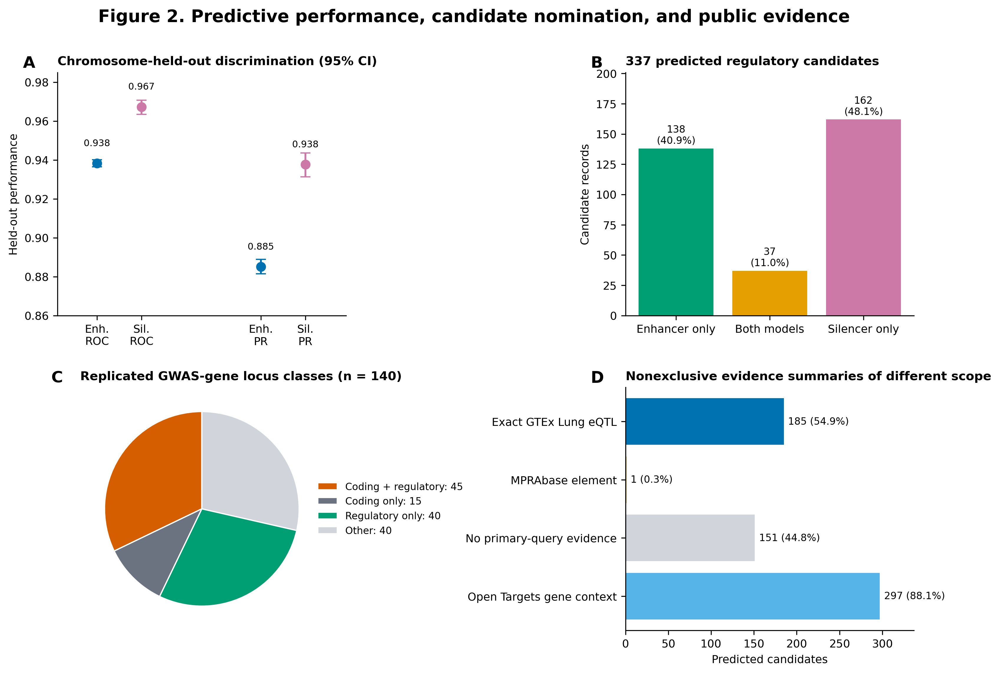 Figure 2. Predictive performance, candidate nomination, and public evidence
A
Chromosome-held-out discrimination (95% CI)
Held-out performance
0.98
0.96
0.94
0.92
0.90
0.88
0.86
0.938
0.967
0.885
0.938
Enh.
ROC
Sil.
ROC
Enh.
PR
Sil.
PR
B
337 predicted regulatory candidates
Candidate records
200
175
150
125
100
75
50
25
0
138
(40.9%)
37
(11.0%)
162
(48.1%)
Enhancer only
Both models
Silencer only
C
Replicated GWAS-gene locus classes (n = 140)
Coding + regulatory: 45
Coding only: 15
Regulatory only: 40
Other: 40
D
Nonexclusive evidence summaries of different scope
Exact GTEx Lung eQTL
185 (54.9%)
MPRAbase element
1 (0.3%)
No primary-query evidence
151 (44.8%)
Open Targets gene context
297 (88.1%)
0
50
100
150
200
250
300
Predicted candidates